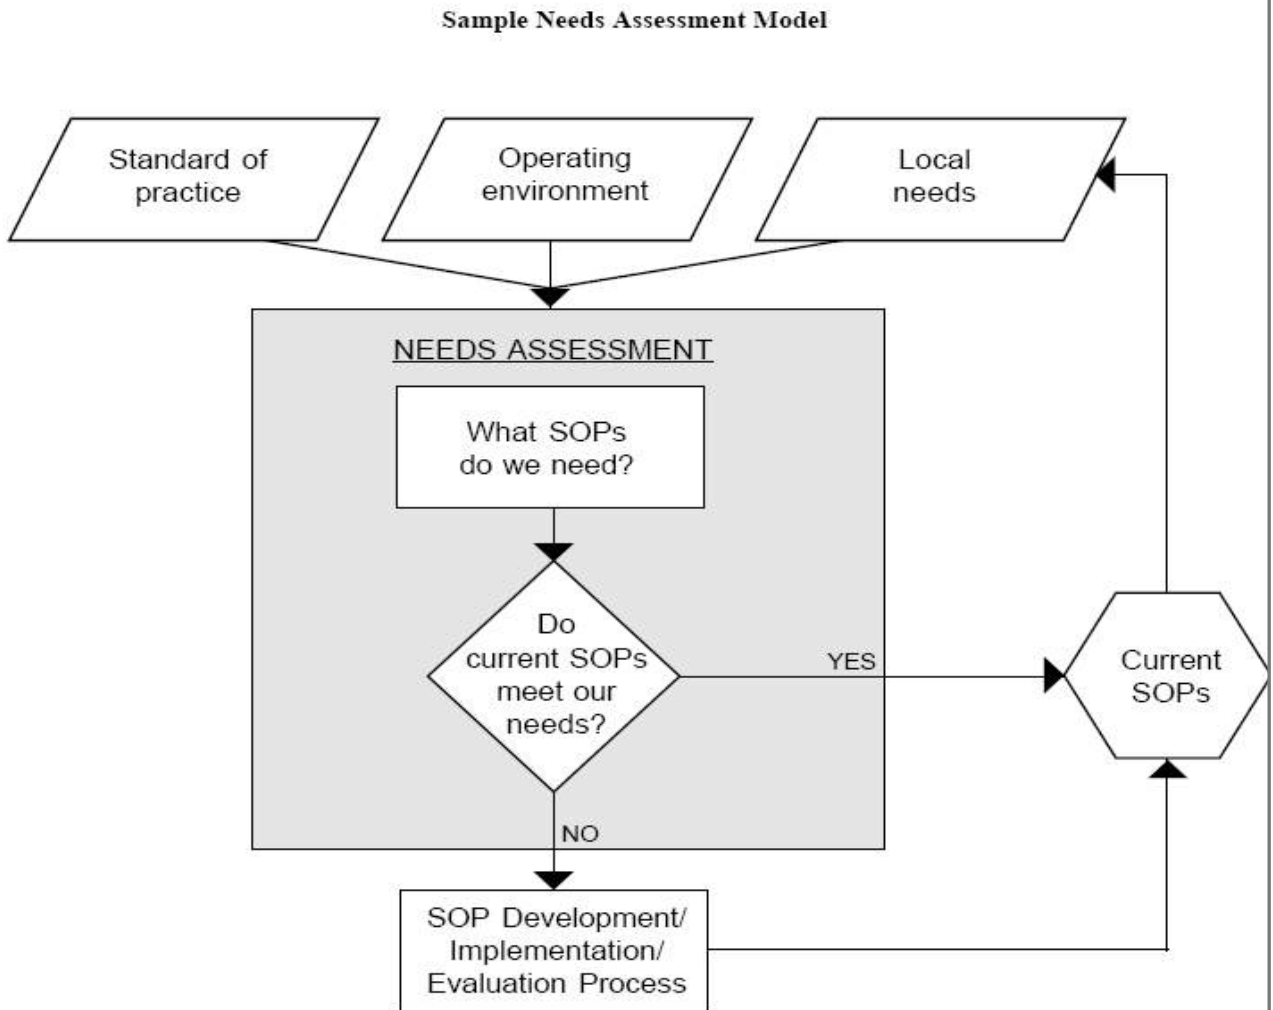 Sample Needs Assessment Model
Standard of
practice
Operating
environment
Local
needs
NEEDS ASSESSMENT
What SOPs
do we need?
Do
current SOPs
meet our
needs?
YES
Current
SOPs
NO
SOP Development/
Implementation/
Evaluation Process